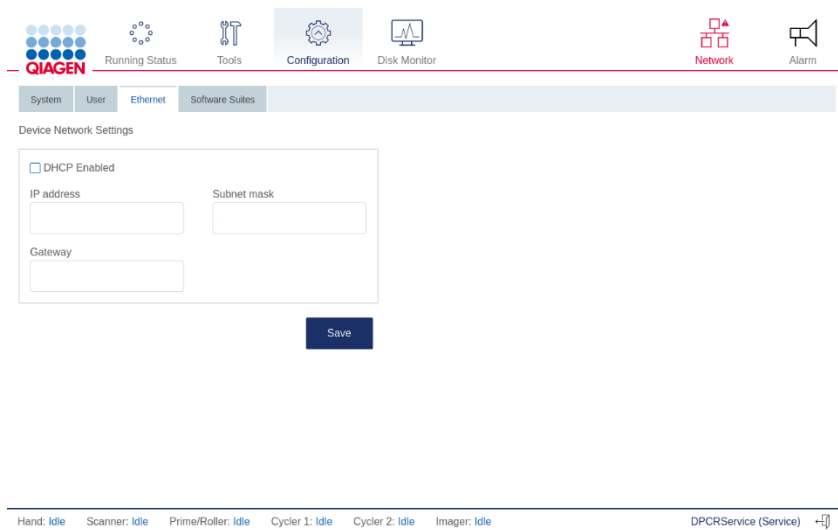 QIAGEN
Running Status Tools Configuration Disk Monitor Network Alarm
System User Ethernet Software Suites
Device Network Settings
DHCP Enabled
IP address Subnet mask
Gateway
Save
Hand: Idle Scanner: Idle Prime/Roller: Idle Cycler 1: Idle Cycler 2: Idle Imager: Idle DPCRService (Service)